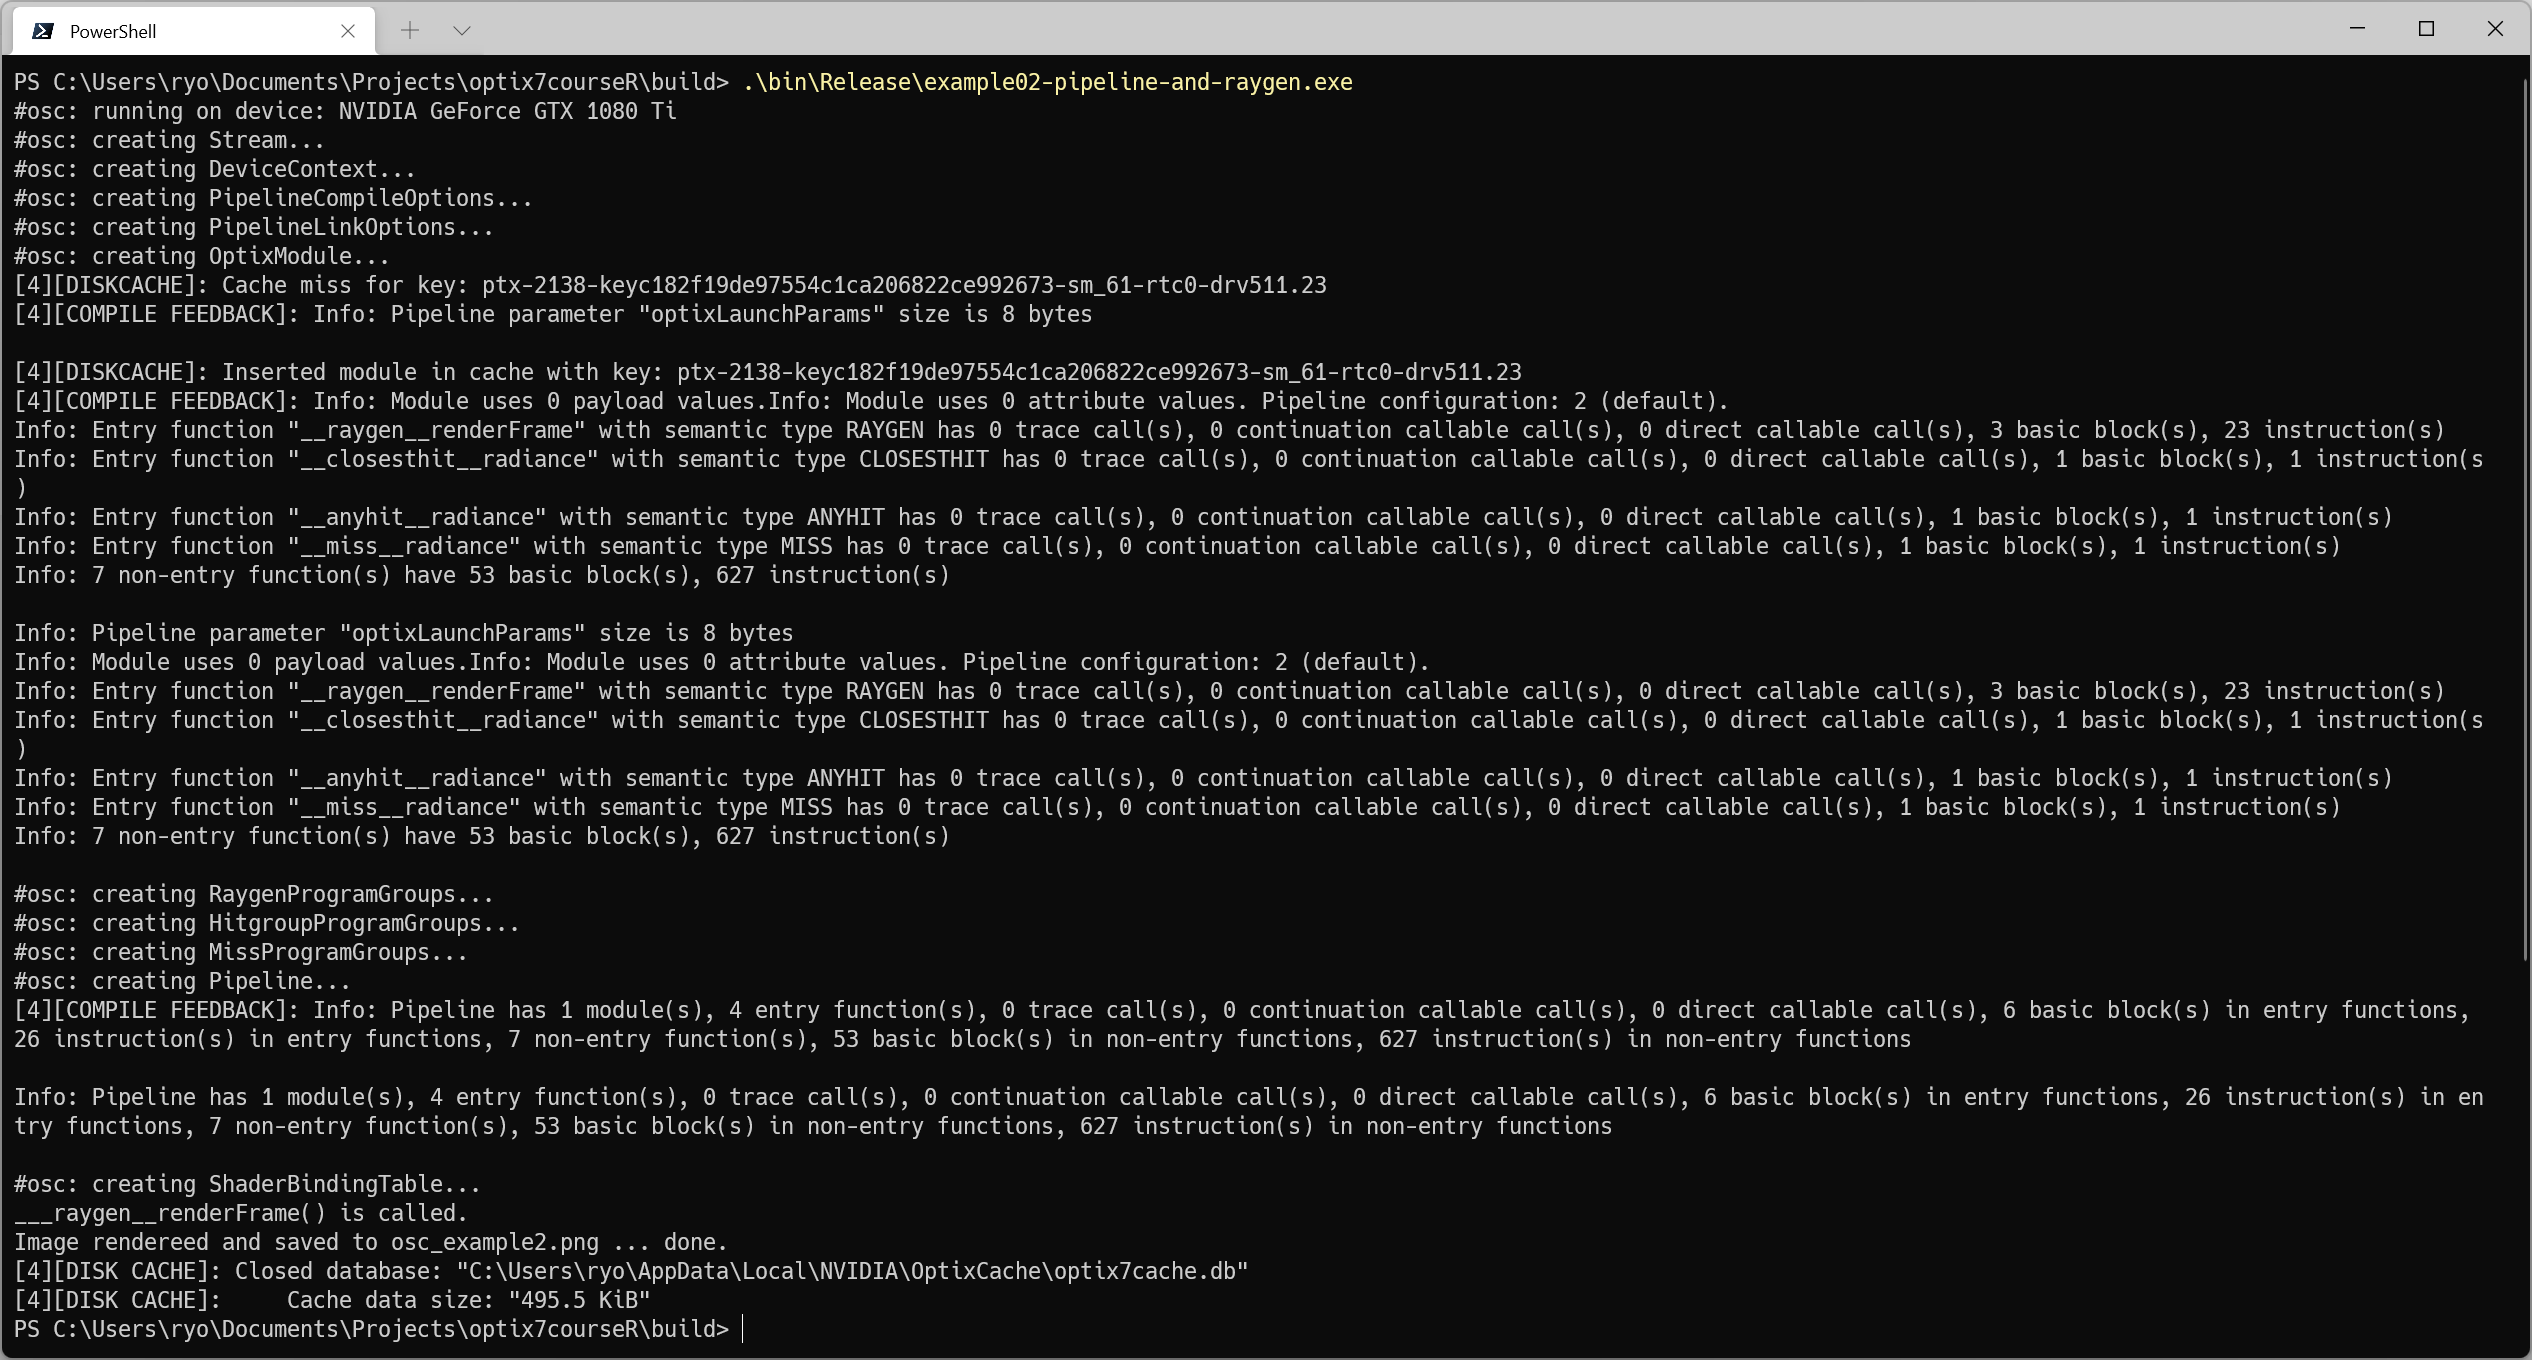 PowerShell
PS C:\Users\ryo\Documents\Projects\optix7courseR\build> .\bin\Release\example02-pipeline-and-raygen.exe
#osc: running on device: NVIDIA GeForce GTX 1080 Ti
#osc: creating Stream...
#osc: creating DeviceContext...
#osc: creating PipelineCompileOptions...
#osc: creating PipelineLinkOptions...
#osc: creating OptixModule...
[4][DISKCACHE]: Cache miss for key: ptx-2138-keyc182f19de97554c1ca206822ce992673-sm_61-rtc0-drv511.23
[4][COMPILE FEEDBACK]: Info: Pipeline parameter "optixLaunchParams" size is 8 bytes
[4][DISKCACHE]: Inserted module in cache with key: ptx-2138-keyc182f19de97554c1ca206822ce992673-sm_61-rtc0-drv511.23
[4][COMPILE FEEDBACK]: Info: Module uses 0 payload values.Info: Module uses 0 attribute values. Pipeline configuration: 2 (default).
Info: Entry function "__raygen__renderFrame" with semantic type RAYGEN has 0 trace call(s), 0 continuation callable call(s), 0 direct callable call(s), 3 basic block(s), 23 instruction(s)
Info: Entry function "__closesthit__radiance" with semantic type CLOSESTHIT has 0 trace call(s), 0 continuation callable call(s), 0 direct callable call(s), 1 basic block(s), 1 instruction(s
)
Info: Entry function "__anyhit__radiance" with semantic type ANYHIT has 0 trace call(s), 0 continuation callable call(s), 0 direct callable call(s), 1 basic block(s), 1 instruction(s)
Info: Entry function "__miss__radiance" with semantic type MISS has 0 trace call(s), 0 continuation callable call(s), 0 direct callable call(s), 1 basic block(s), 1 instruction(s)
Info: 7 non-entry function(s) have 53 basic block(s), 627 instruction(s)
Info: Pipeline parameter "optixLaunchParams" size is 8 bytes
Info: Module uses 0 payload values.Info: Module uses 0 attribute values. Pipeline configuration: 2 (default).
Info: Entry function "__raygen__renderFrame" with semantic type RAYGEN has 0 trace call(s), 0 continuation callable call(s), 0 direct callable call(s), 3 basic block(s), 23 instruction(s)
Info: Entry function "__closesthit__radiance" with semantic type CLOSESTHIT has 0 trace call(s), 0 continuation callable call(s), 0 direct callable call(s), 1 basic block(s), 1 instruction(s
)
Info: Entry function "__anyhit__radiance" with semantic type ANYHIT has 0 trace call(s), 0 continuation callable call(s), 0 direct callable call(s), 1 basic block(s), 1 instruction(s)
Info: Entry function "__miss__radiance" with semantic type MISS has 0 trace call(s), 0 continuation callable call(s), 0 direct callable call(s), 1 basic block(s), 1 instruction(s)
Info: 7 non-entry function(s) have 53 basic block(s), 627 instruction(s)
#osc: creating RaygenProgramGroups...
#osc: creating HitgroupProgramGroups...
#osc: creating MissProgramGroups...
#osc: creating Pipeline...
[4][COMPILE FEEDBACK]: Info: Pipeline has 1 module(s), 4 entry function(s), 0 trace call(s), 0 continuation callable call(s), 0 direct callable call(s), 6 basic block(s) in entry functions,
26 instruction(s) in entry functions, 7 non-entry function(s), 53 basic block(s) in non-entry functions, 627 instruction(s) in non-entry functions
Info: Pipeline has 1 module(s), 4 entry function(s), 0 trace call(s), 0 continuation callable call(s), 0 direct callable call(s), 6 basic block(s) in entry functions, 26 instruction(s) in en
try functions, 7 non-entry function(s), 53 basic block(s) in non-entry functions, 627 instruction(s) in non-entry functions
#osc: creating ShaderBindingTable...
___raygen__renderFrame() is called.
Image rendereed and saved to osc_example2.png ... done.
[4][DISK CACHE]: Closed database: "C:\Users\ryo\AppData\Local\NVIDIA\OptixCache\optix7cache.db"
[4][DISK CACHE]:     Cache data size: "495.5 KiB"
PS C:\Users\ryo\Documents\Projects\optix7courseR\build>